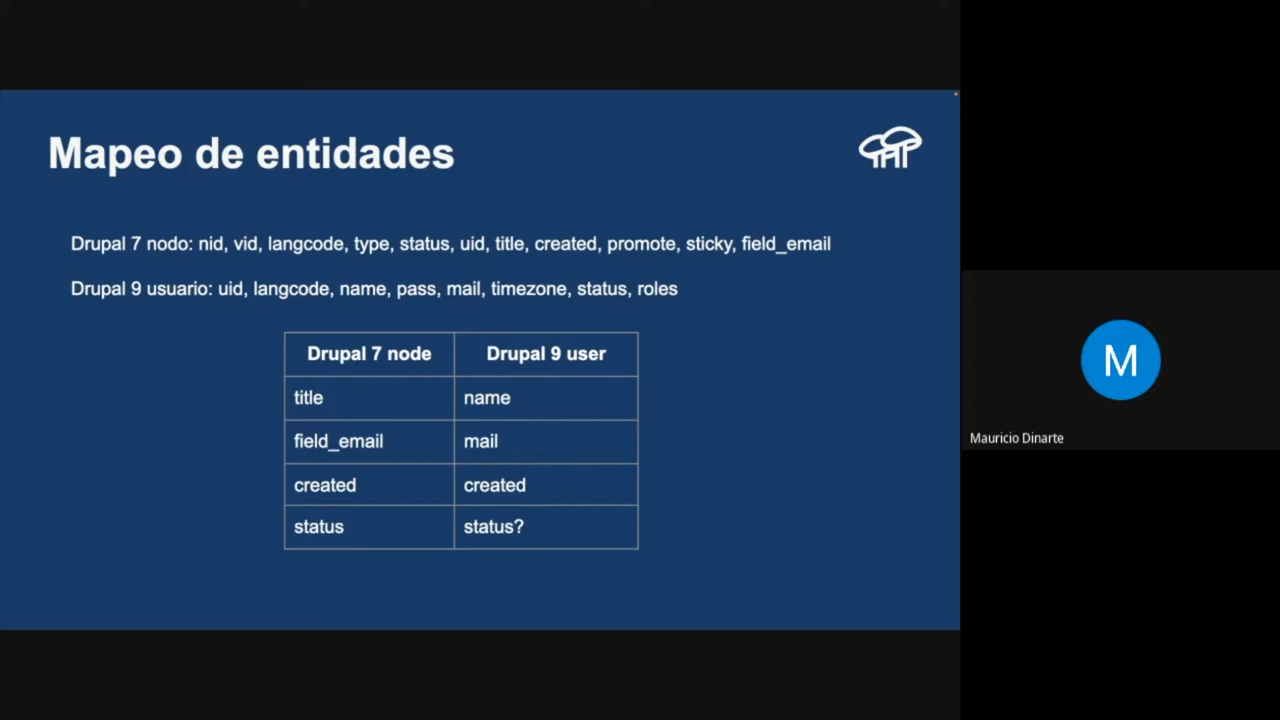 Mapeo de entidades
Drupal 7 nodo: nid, vid, langcode, type, status, uid, title, created, promote, sticky, field_email
Drupal 9 usuario: uid, langcode, name, pass, mail, timezone, status, roles
Drupal 7 node Drupal 9 user
title name
field_email mail
created created
status status?
M
Mauricio Dinarte